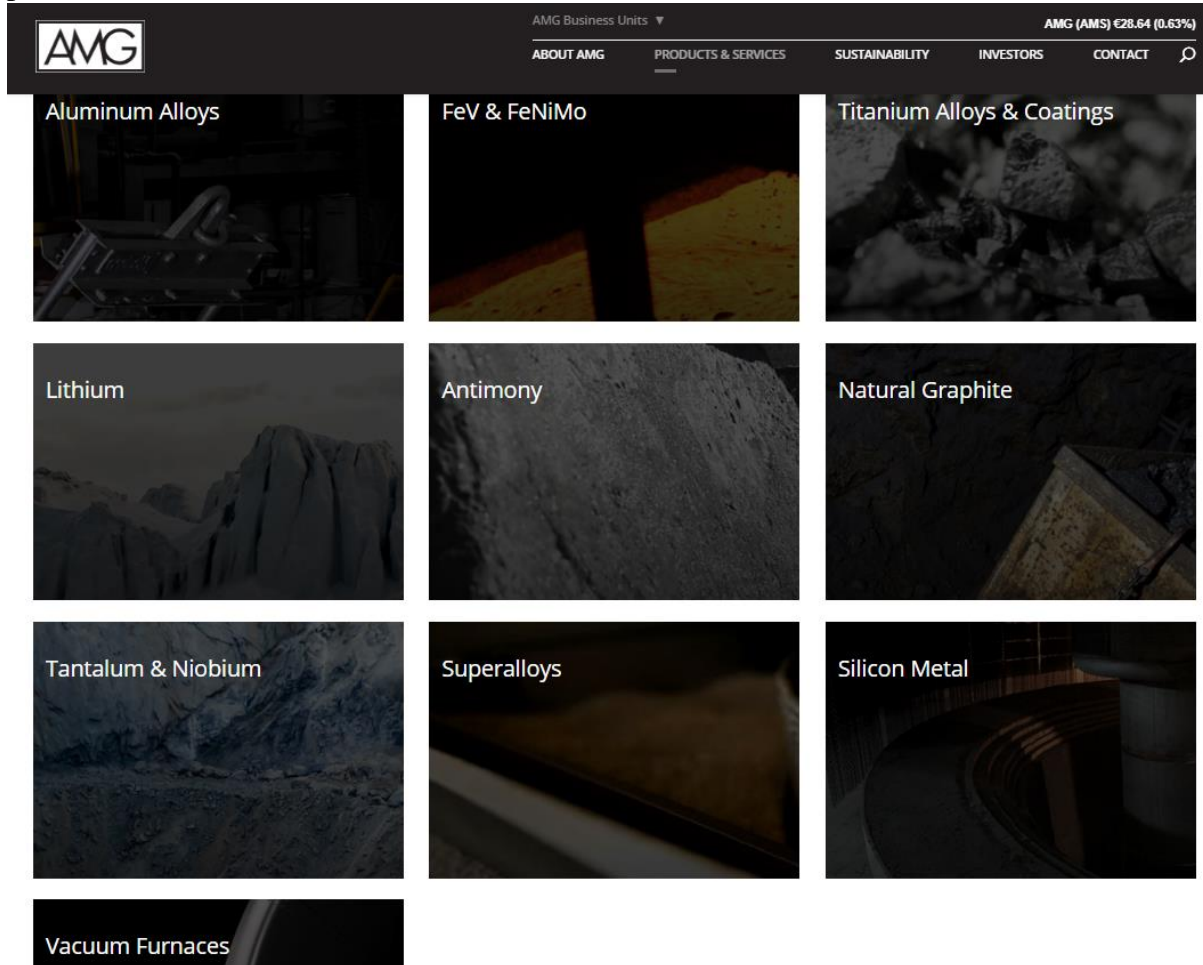 AMG
AMG Business Units ▼
AMG (AMS) €28.64 (0.63%)
ABOUT AMG PRODUCTS & SERVICES SUSTAINABILITY INVESTORS CONTACT
Aluminum Alloys
FeV & FeNiMo
Titanium Alloys & Coatings
Lithium
Antimony
Natural Graphite
Tantalum & Niobium
Superalloys
Silicon Metal
Vacuum Furnaces